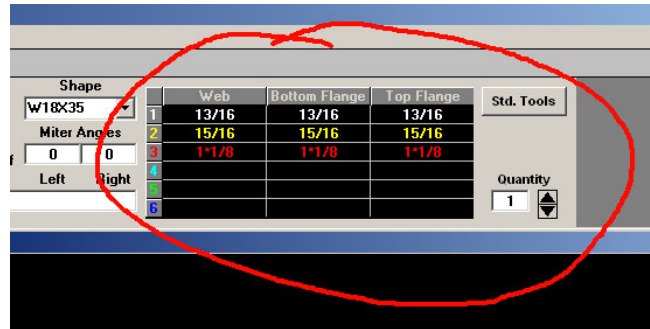 Shape
W18X35
Miter Angles
f 0 0
Left Right
Web Bottom Flange Top Flange
1 13/16 13/16 13/16
2 15/16 15/16 15/16
3 1*1/8 1*1/8 1*1/8
4
5
6
Std. Tools
Quantity
1